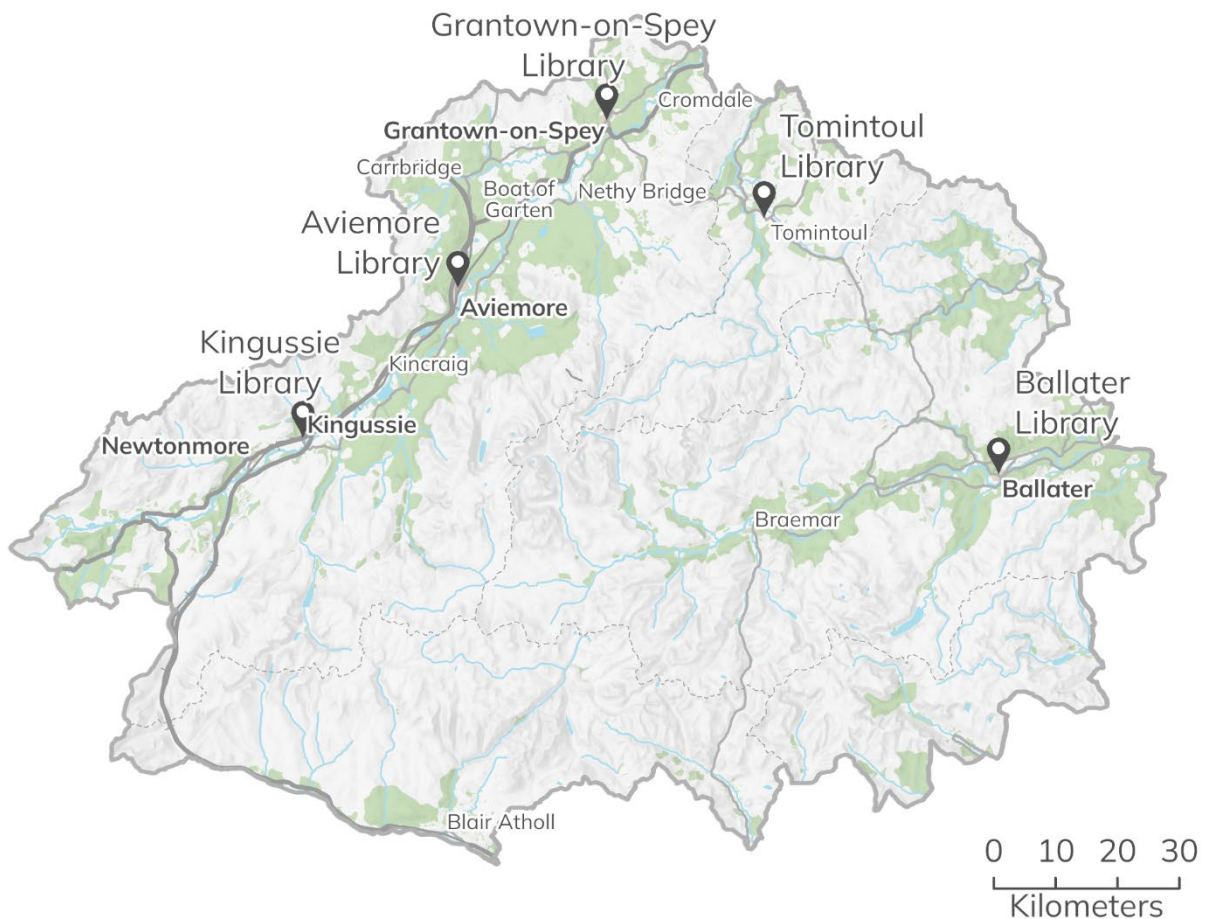 Grantown-on-Spey
Library
Cromdale
Grantown-on-Spey
Tomintoul
Library
Carrbridge
Boat of
Garten
Nethy Bridge
Tomintoul
Aviemore
Library
Aviemore
Kingussie
Library
Kincraig
Kingussie
Newtonmore
Ballater
Library
Ballater
Braemar
Blair Atholl
0 10 20 30
Kilometers